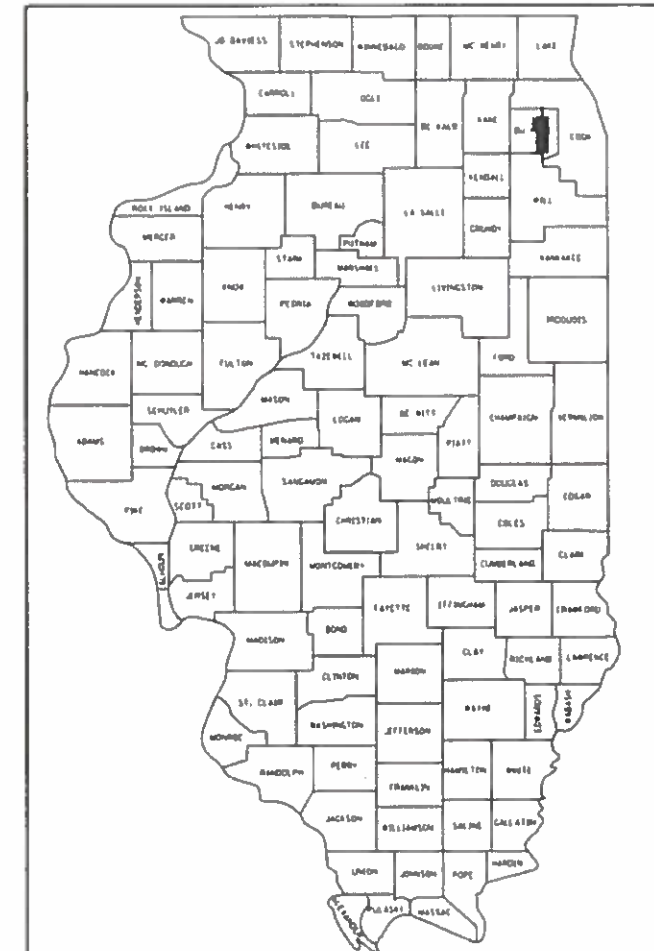 JO DAVIESS STEPHENSON WINNEBAGO BOONE MC HENRY LAKE
CARROLL OGLE DE KALB KANE DU COOK
WHITESIDE LEE KENDALL WILL
ROCK ISLAND HENRY BUREAU LA SALLE GRUNDY
MERCER PUTNAM KANKAKEE
STARK MARSHALL
HENDERSON WARREN KNOX PEORIA WOODFORD LIVINGSTON IROQUOIS
HANCOCK MC DONOUGH FULTON TAZEWELL MC LEAN FORD
SCHUYLER MASON LOGAN DE WITT CHAMPAIGN VERMILION
ADAMS BROWN CASS MENARD MACON PIATT
PIKE SCOTT MORGAN SANGAMON MOULTRIE DOUGLAS EDGAR
CHRISTIAN COLES
CALHOUN GREENE MACOUPIN MONTGOMERY SHELBY CUMBERLAND CLARK
JERSEY FAYETTE EFFINGHAM JASPER CRAWFORD
MADISON BOND CLAY RICHLAND LAWRENCE
CLINTON MARION
ST. CLAIR WASHINGTON JEFFERSON WAYNE EDWARDS WABASH
MONROE
RANDOLPH PERRY FRANKLIN HAMILTON WHITE
JACKSON WILLIAMSON SALINE GALLATIN
UNION JOHNSON POPE HARDIN
ALEXANDER PULASKI MASSAC